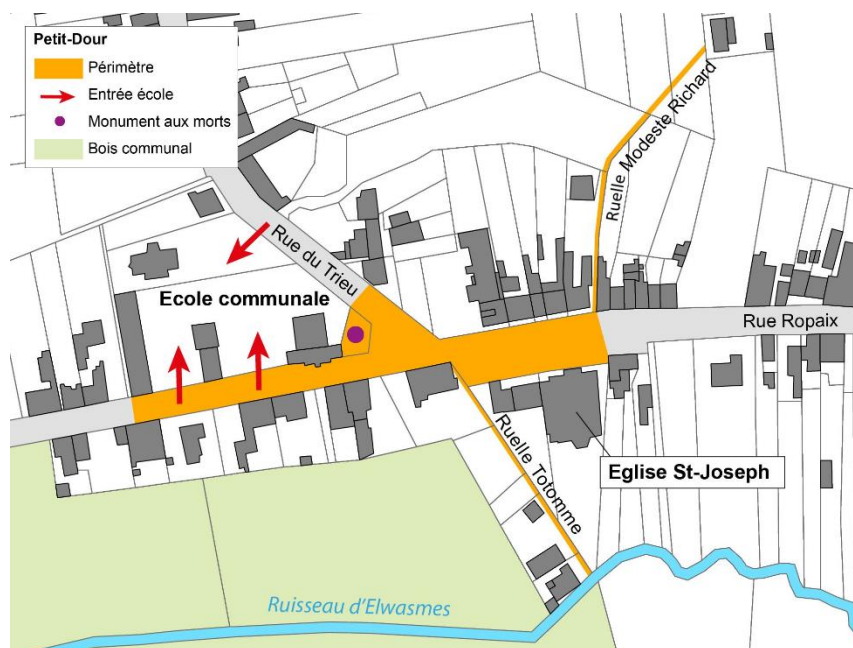 Petit-Dour
Périmètre
Entrée école
Monument aux morts
Bois communal
Ruelle Modeste Richard
Rue du Trieu
Ecole communale
Rue Ropaix
Ruelle Totomme
Eglise St-Joseph
Ruisseau d'Elwasmes